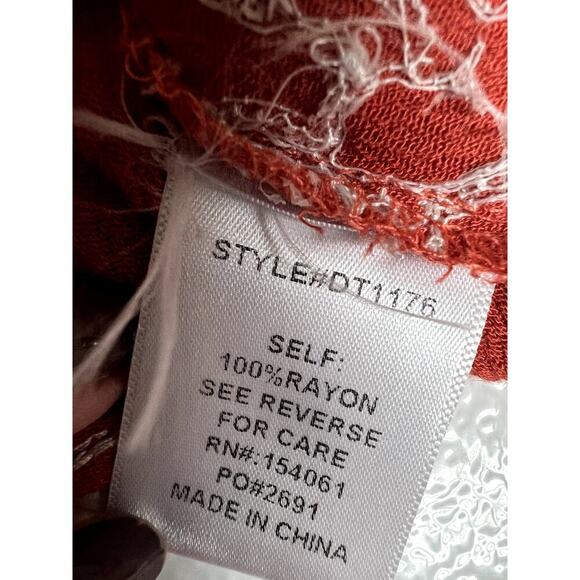 STYLE#DT1176
SELF:
100%RAYON
SEE REVERSE
FOR CARE
RN#:154061
PO#2691
MADE IN CHINA